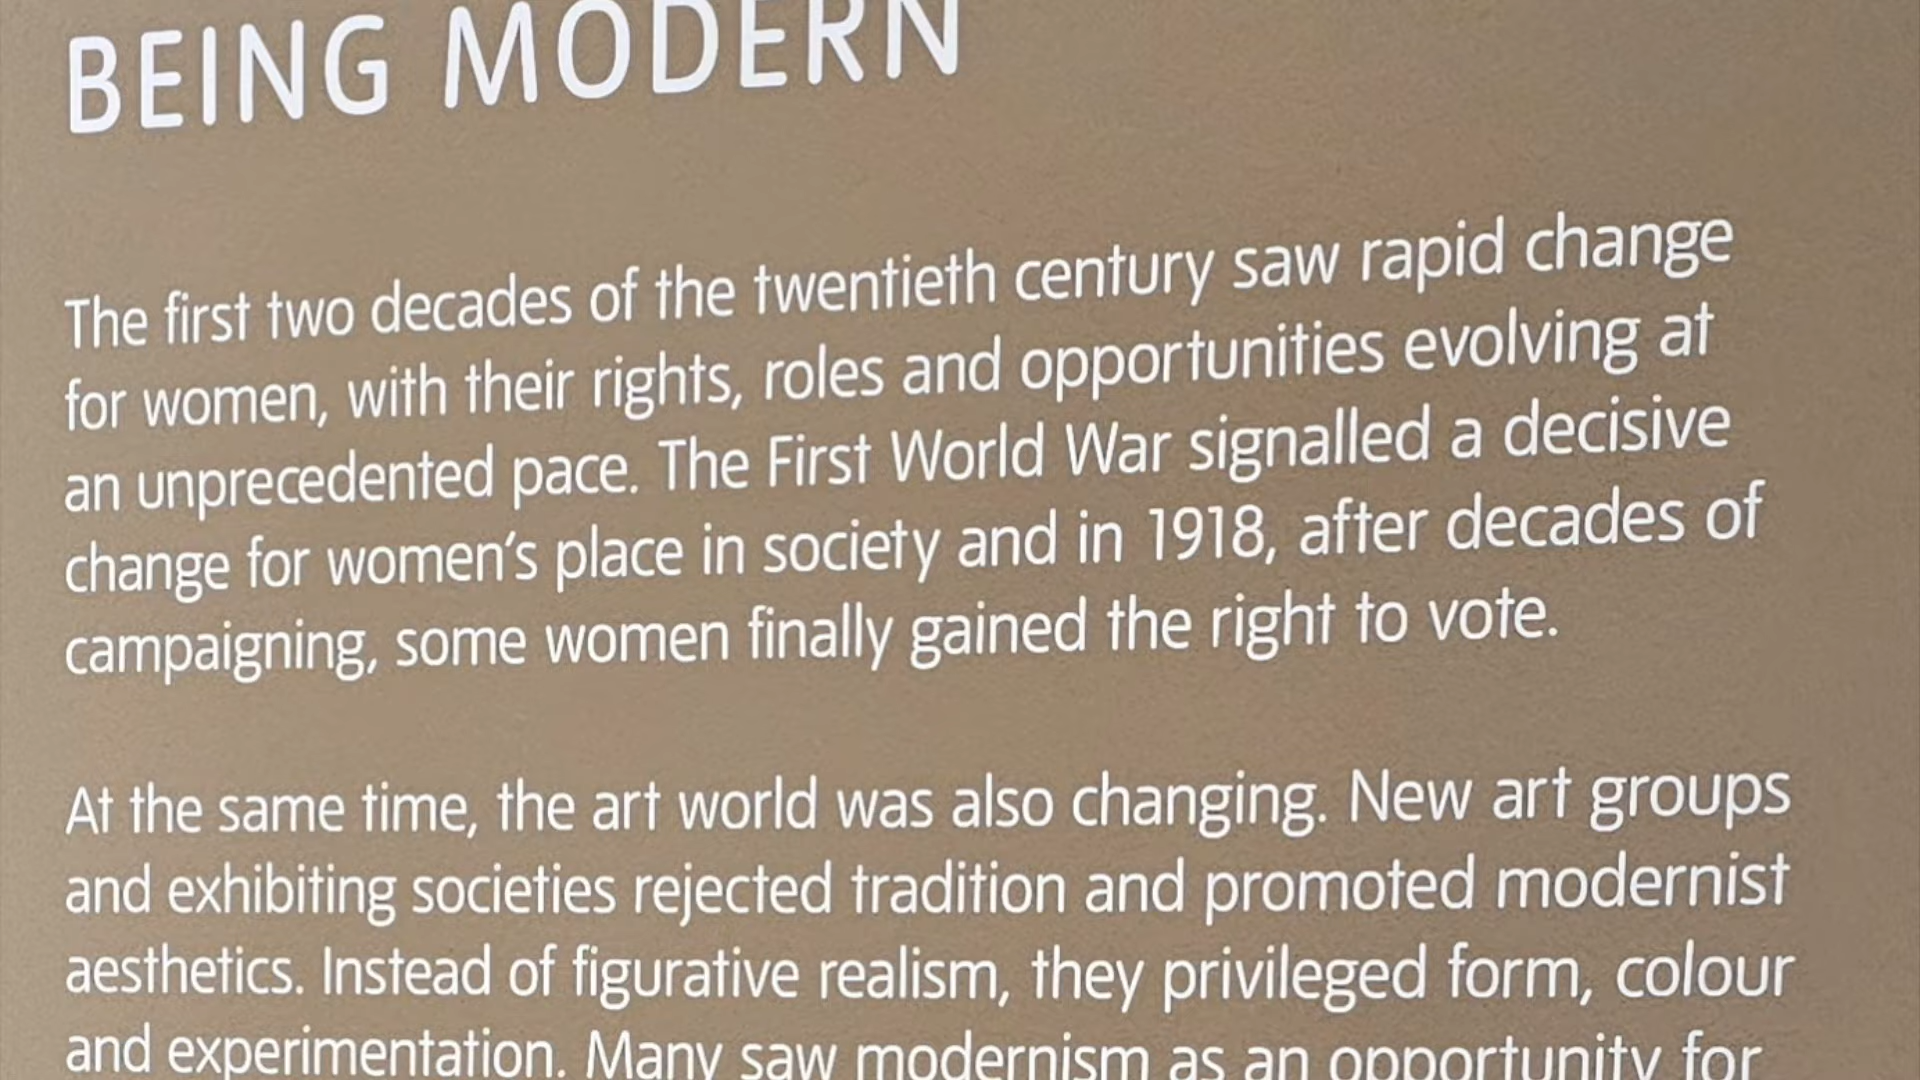 BEING MODERN
The first two decades of the twentieth century saw rapid change
for women, with their rights, roles and opportunities evolving at
an unprecedented pace. The First World War signalled a decisive
change for women's place in society and in 1918, after decades of
campaigning, some women finally gained the right to vote.
At the same time, the art world was also changing. New art groups
and exhibiting societies rejected tradition and promoted modernist
aesthetics. Instead of figurative realism, they privileged form, colour
and experimentation. Many saw modernism as an opportunity for